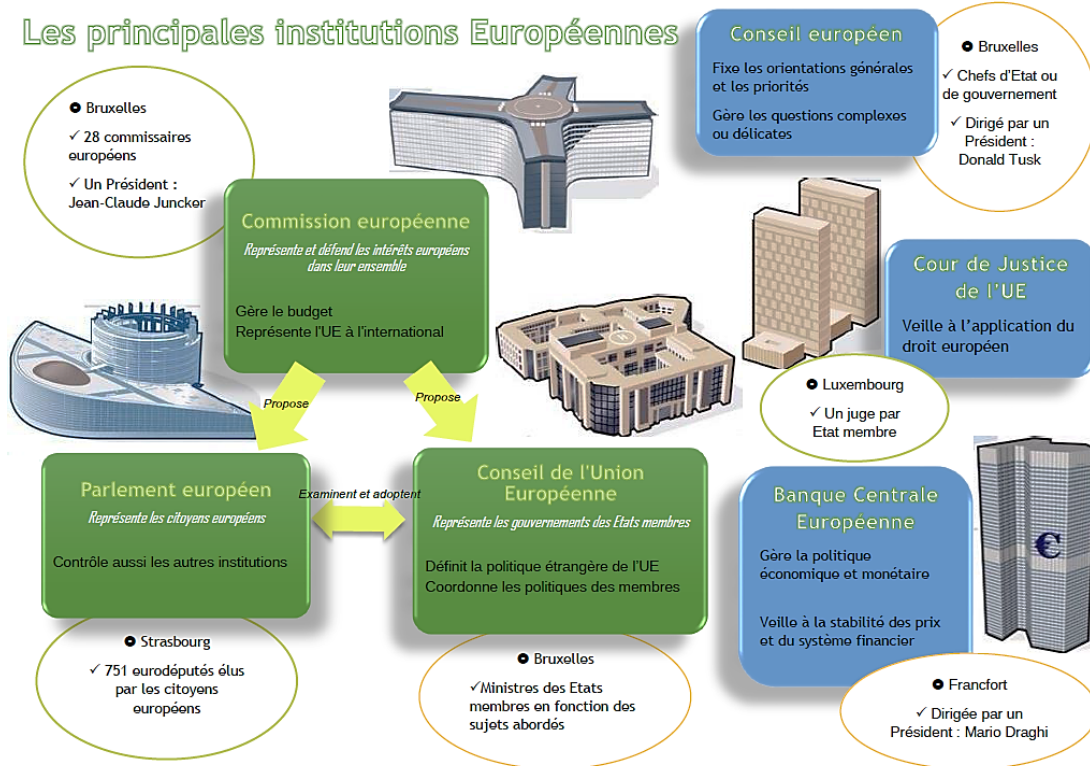 Les principales institutions Européennes
Conseil européen
Fixe les orientations générales
et les priorités
Gère les questions complexes
ou délicates
Bruxelles
✓ Chefs d'Etat ou
de gouvernement
✓ Dirigé par un
Président :
Donald Tusk
Bruxelles
✓ 28 commissaires
européens
✓ Un Président :
Jean-Claude Juncker
Commission européenne
Représente et défend les intérêts européens
dans leur ensemble
Gère le budget
Représente l'UE à l'international
Propose
Propose
Cour de Justice
de l'UE
Veille à l'application du
droit européen
Luxembourg
✓ Un juge par
Etat membre
Parlement européen
Représente les citoyens européens
Contrôle aussi les autres institutions
Strasbourg
✓ 751 eurodéputés élus
par les citoyens
européens
Examinent et adoptent
Conseil de l'Union
Européenne
Représente les gouvernements des Etats membres
Définit la politique étrangère de l'UE
Coordonne les politiques des membres
Bruxelles
✓Ministres des Etats
membres en fonction des
sujets abordés
Banque Centrale
Européenne
Gère la politique
économique et monétaire
Veille à la stabilité des prix
et du système financier
€
Francfort
✓ Dirigée par un
Président : Mario Draghi